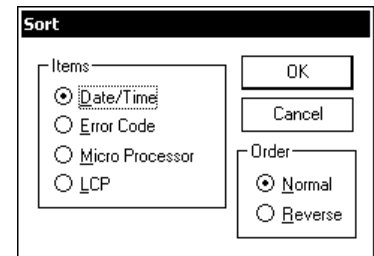 Sort
Items
Date/Time
Error Code
Micro Processor
LCP
OK
Cancel
Order
Normal
Reverse